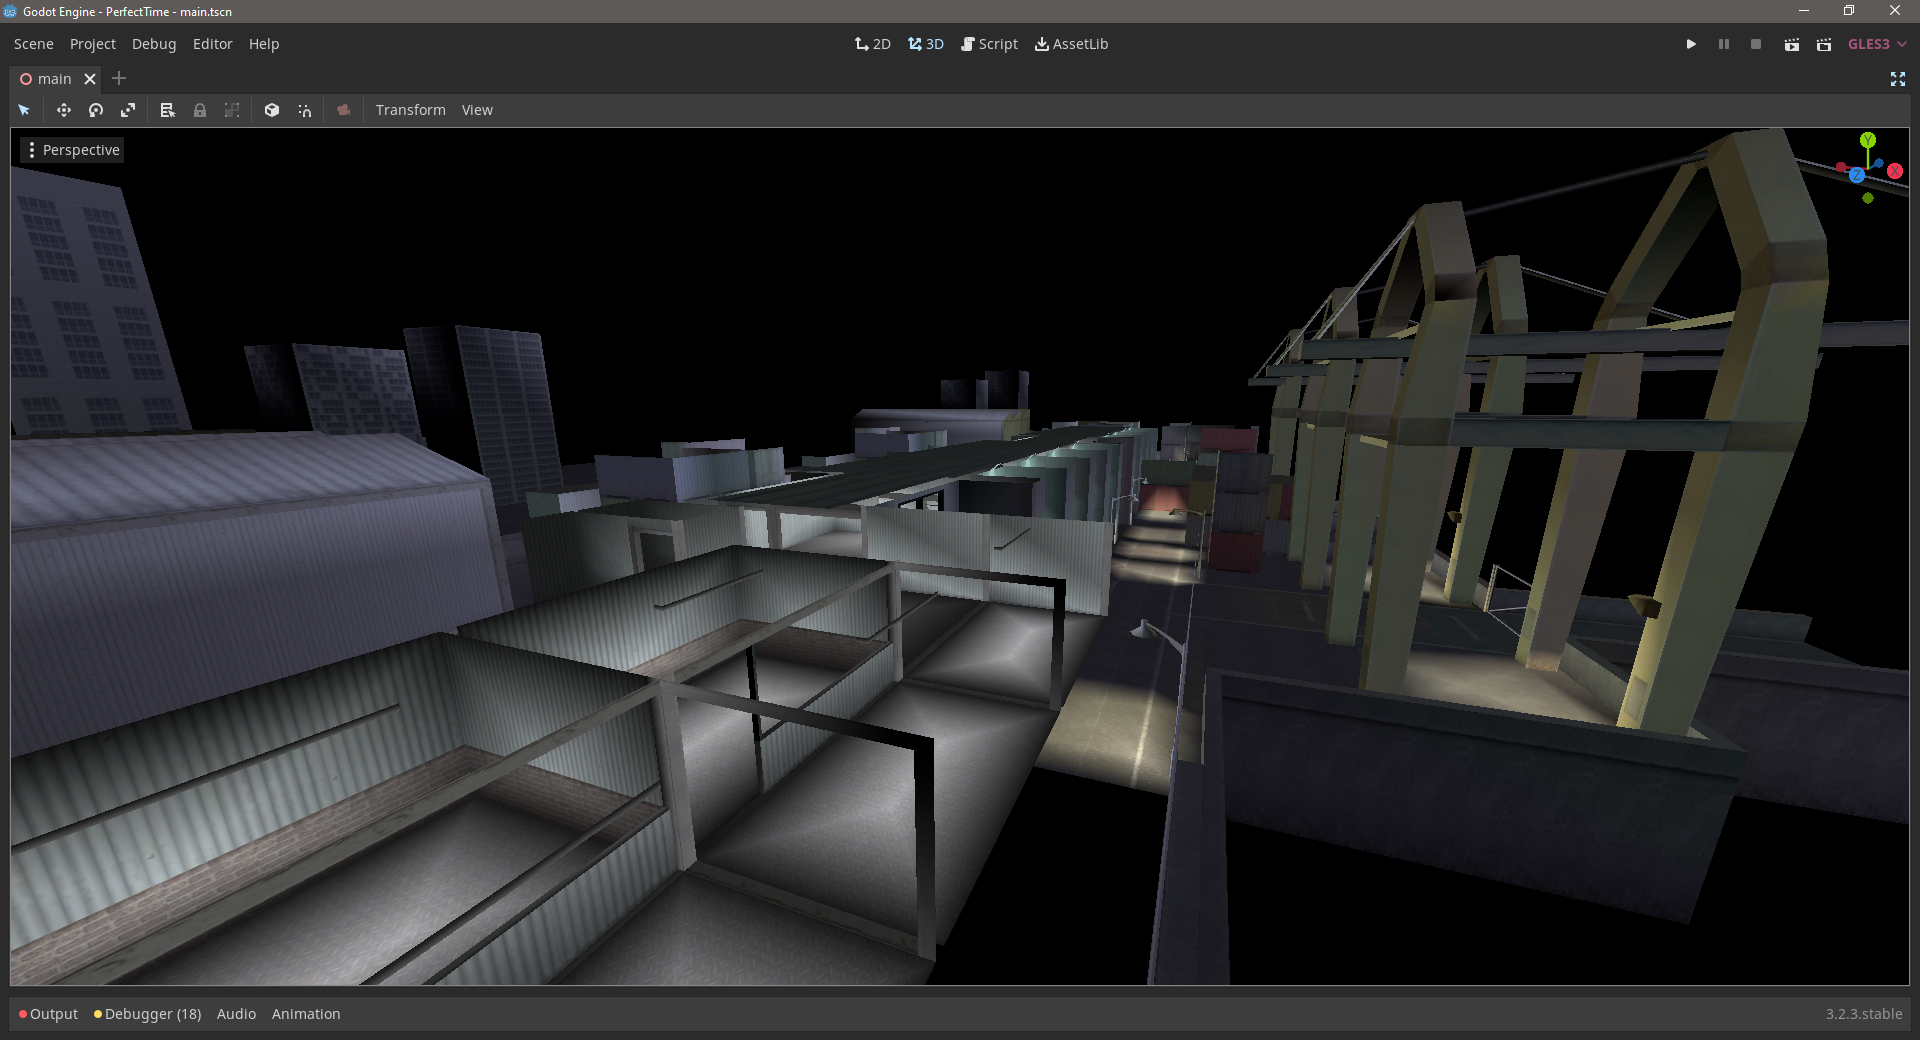 Godot Engine - PerfectTime - main.tscn
Scene Project Debug Editor Help 2D 3D Script AssetLib GLES3
main
Transform View
Perspective
Y
X
Z
Output Debugger (18) Audio Animation 3.2.3.stable